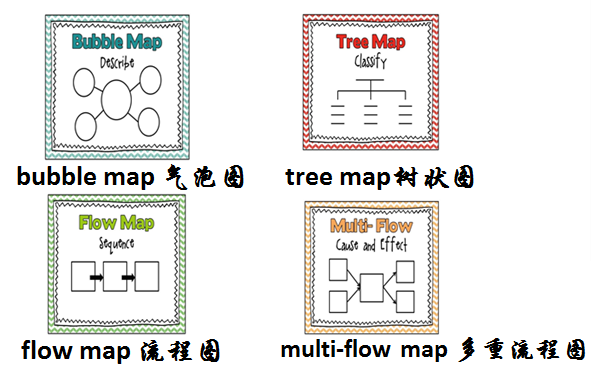 Bubble Map
Describe
bubble map 气泡图
Tree Map
Classify
tree map树状图
Flow Map
Sequence
flow map 流程图
Multi- Flow
Cause and Effect
multi-flow map 多重流程图